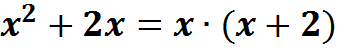 x² + 2x = x · (x + 2)